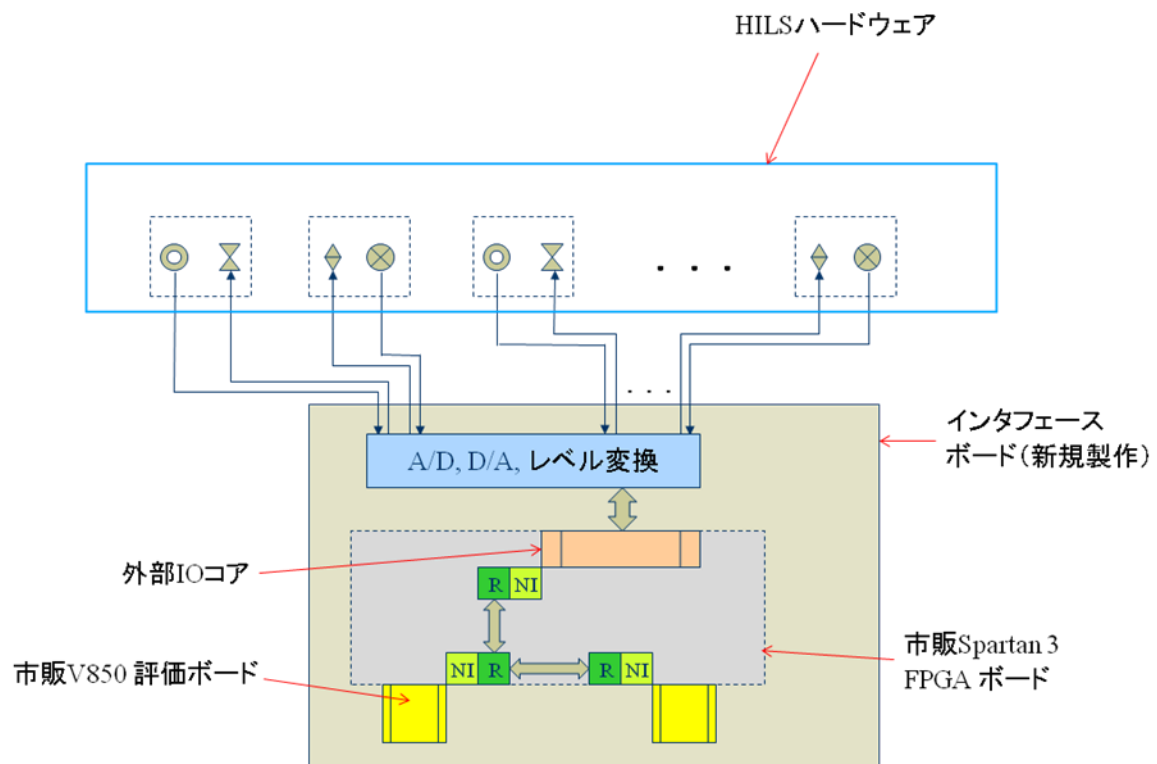 HILSハードウェア
. . .
. . .
インタフェース
ボード(新規製作)
A/D, D/A, レベル変換
外部IOコア
R NI
市販V850 評価ボード
NI R
R NI
市販Spartan 3
FPGA ボード